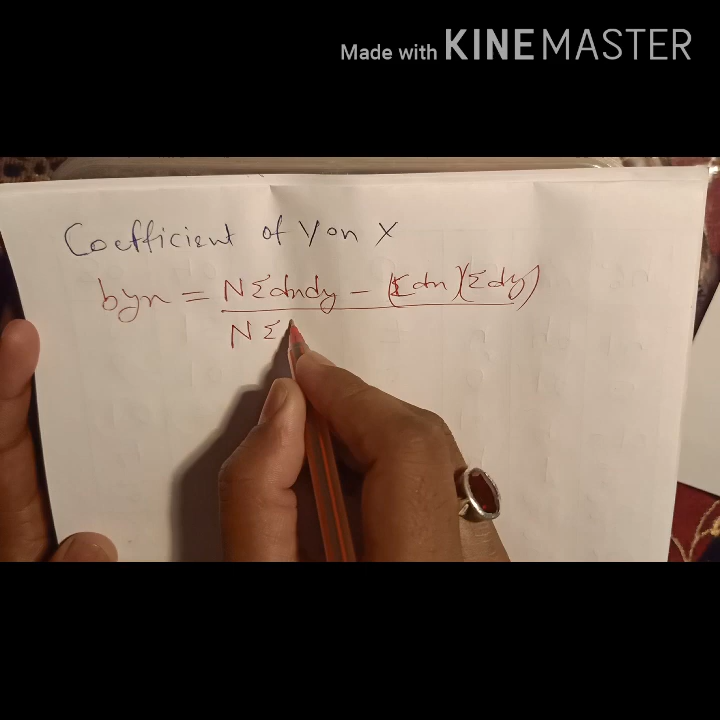 Made with KINEMASTER
Coefficient of Y on X
byx = NΣdxdy - (Σdx)(Σdy)
NΣ